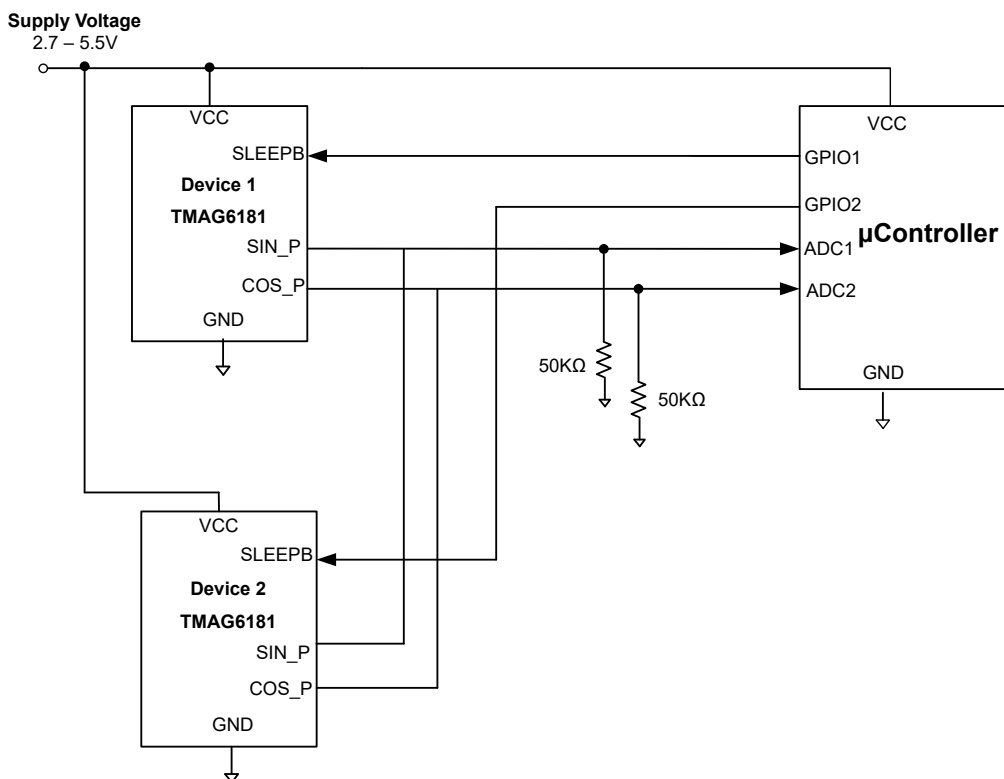 Supply Voltage
2.7 – 5.5V
VCC
SLEEPB
Device 1
TMAG6181
SIN_P
COS_P
GND
VCC
GPIO1
GPIO2
µController
ADC1
ADC2
GND
50KΩ
50KΩ
VCC
SLEEPB
Device 2
TMAG6181
SIN_P
COS_P
GND